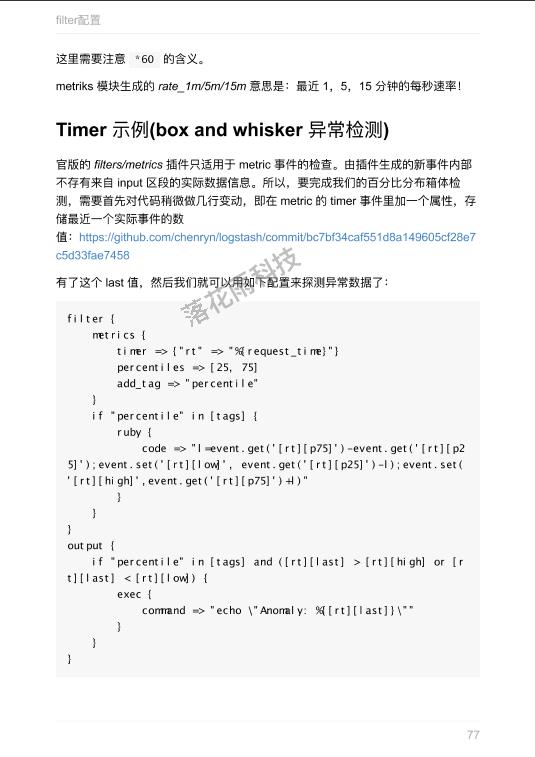 filter配置
这里需要注意 *60 的含义。
metriks 模块生成的 rate_1m/5m/15m 意思是：最近 1，5，15 分钟的每秒速率！
Timer 示例(box and whisker 异常检测)
官版的 filters/metrics 插件只适用于 metric 事件的检查。由插件生成的新事件内部
不存有来自 input 区段的实际数据信息。所以，要完成我们的百分比分布箱体检
测，需要首先对代码稍微做几行变动，即在 metric 的 timer 事件里加一个属性，存
储最近一个实际事件的数
值：https://github.com/chenryn/logstash/commit/bc7bf34caf551d8a149605cf28e7
c5d33fae7458
有了这个 last 值，然后我们就可以用如下配置来探测异常数据了：
落花雨科技
filter {
    metrics {
        timer => {"rt" => "%{request_time}"}
        percentiles => [25, 75]
        add_tag => "percentile"
    }
    if "percentile" in [tags] {
        ruby {
            code => "l=event.get('[rt][p75]')-event.get('[rt][p2
5]');event.set('[rt][low]', event.get('[rt][p25]')-l);event.set(
'[rt][high]',event.get('[rt][p75]')+l)"
        }
    }
}
output {
    if "percentile" in [tags] and ([rt][last] > [rt][high] or [r
t][last] < [rt][low]) {
        exec {
            command => "echo \"Anomaly: %{[rt][last]}\""
        }
    }
}
77